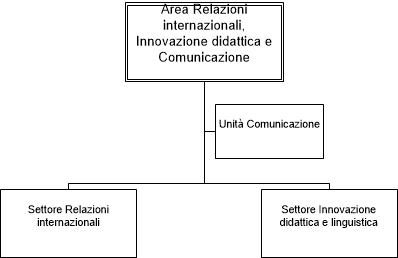 Area Relazioni
internazionali,
Innovazione didattica e
Comunicazione
Unità Comunicazione
Settore Relazioni
internazionali
Settore Innovazione
didattica e linguistica